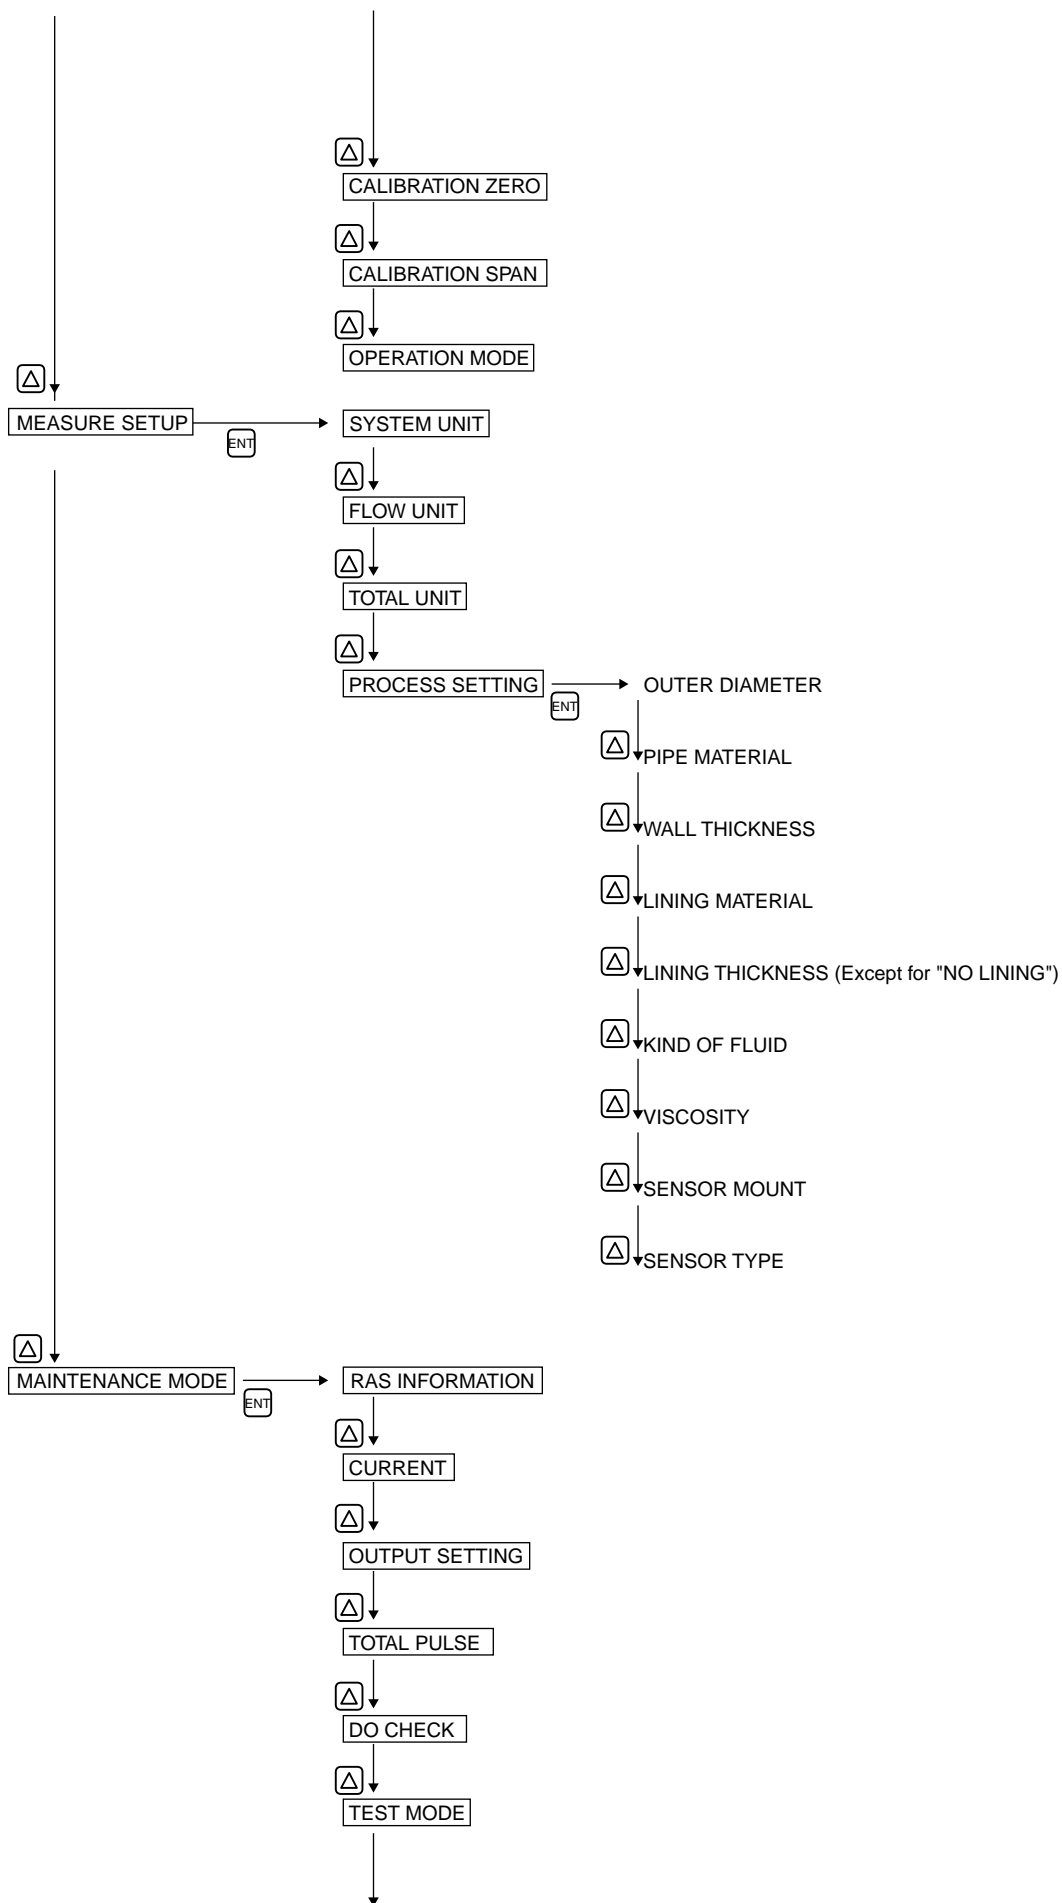 CALIBRATION ZERO
CALIBRATION SPAN
OPERATION MODE
MEASURE SETUP
ENT
SYSTEM UNIT
FLOW UNIT
TOTAL UNIT
PROCESS SETTING
ENT
OUTER DIAMETER
PIPE MATERIAL
WALL THICKNESS
LINING MATERIAL
LINING THICKNESS (Except for "NO LINING")
KIND OF FLUID
VISCOSITY
SENSOR MOUNT
SENSOR TYPE
MAINTENANCE MODE
ENT
RAS INFORMATION
CURRENT
OUTPUT SETTING
TOTAL PULSE
DO CHECK
TEST MODE